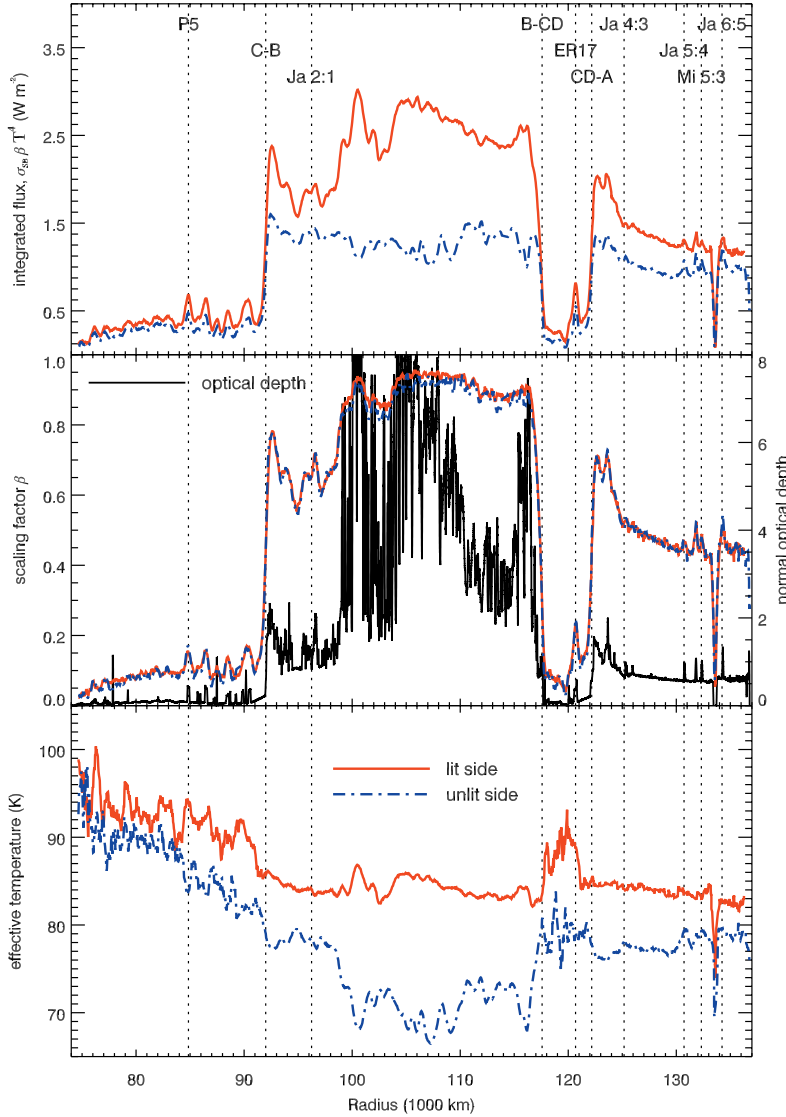 P5
B-CD
Ja 4:3
Ja 6:5
C-B
ER17
Ja 5:4
Ja 2:1
CD-A
Mi 5:3
integrated flux, σSB β T⁴ (W m⁻²)
3.5
2.5
1.5
0.5
optical depth
scaling factor β
1.0
0.8
0.6
0.4
0.2
0.0
normal optical depth
8
6
4
2
0
lit side
unlit side
effective temperature (K)
100
90
80
70
80
90
100
110
120
130
Radius (1000 km)